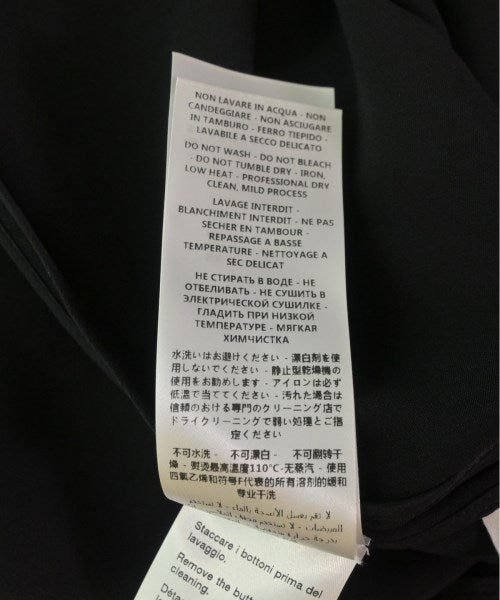 NON LAVARE IN ACQUA - NON
CANDEGGIARE - NON ASCIUGARE
IN TAMBURO - FERRO TIEPIDO -
LAVABILE A SECCO DELICATO
DO NOT WASH - DO NOT BLEACH
- DO NOT TUMBLE DRY - IRON,
LOW HEAT - PROFESSIONAL DRY
CLEAN, MILD PROCESS
LAVAGE INTERDIT -
BLANCHIMENT INTERDIT - NE PAS
SECHER EN TAMBOUR -
REPASSAGE A BASSE
TEMPERATURE - NETTOYAGE A
SEC DELICAT
НЕ СТИРАТЬ В ВОДЕ - НЕ
ОТБЕЛИВАТЬ - НЕ СУШИТЬ В
ЭЛЕКТРИЧЕСКОЙ СУШИЛКЕ -
ГЛАДИТЬ ПРИ НИЗКОЙ
ТЕМПЕРАТУРЕ - МЯГКАЯ
ХИМЧИСТКА
水洗いはお避けください - 漂白剤を使
用しないでください - 静止型乾燥機の
使用をお勧めします - アイロンは必ず
低温で当ててください - 汚れた場合は
信頼のおける専門のクリーニング店で
ドライクリーニングで弱い処理とご指
定ください
不可水洗 - 不可漂白 - 不可翻转干
燥 - 熨烫最高温度110°C-无蒸汽 - 使用
四氯乙烯和符号F代表的所有溶剂的缓和
专业干洗
لا تقم بغسل الأنسجة بالماء - لا تستخدم
Staccare i bottoni prima del
lavaggio.
Remove the
cleaning.